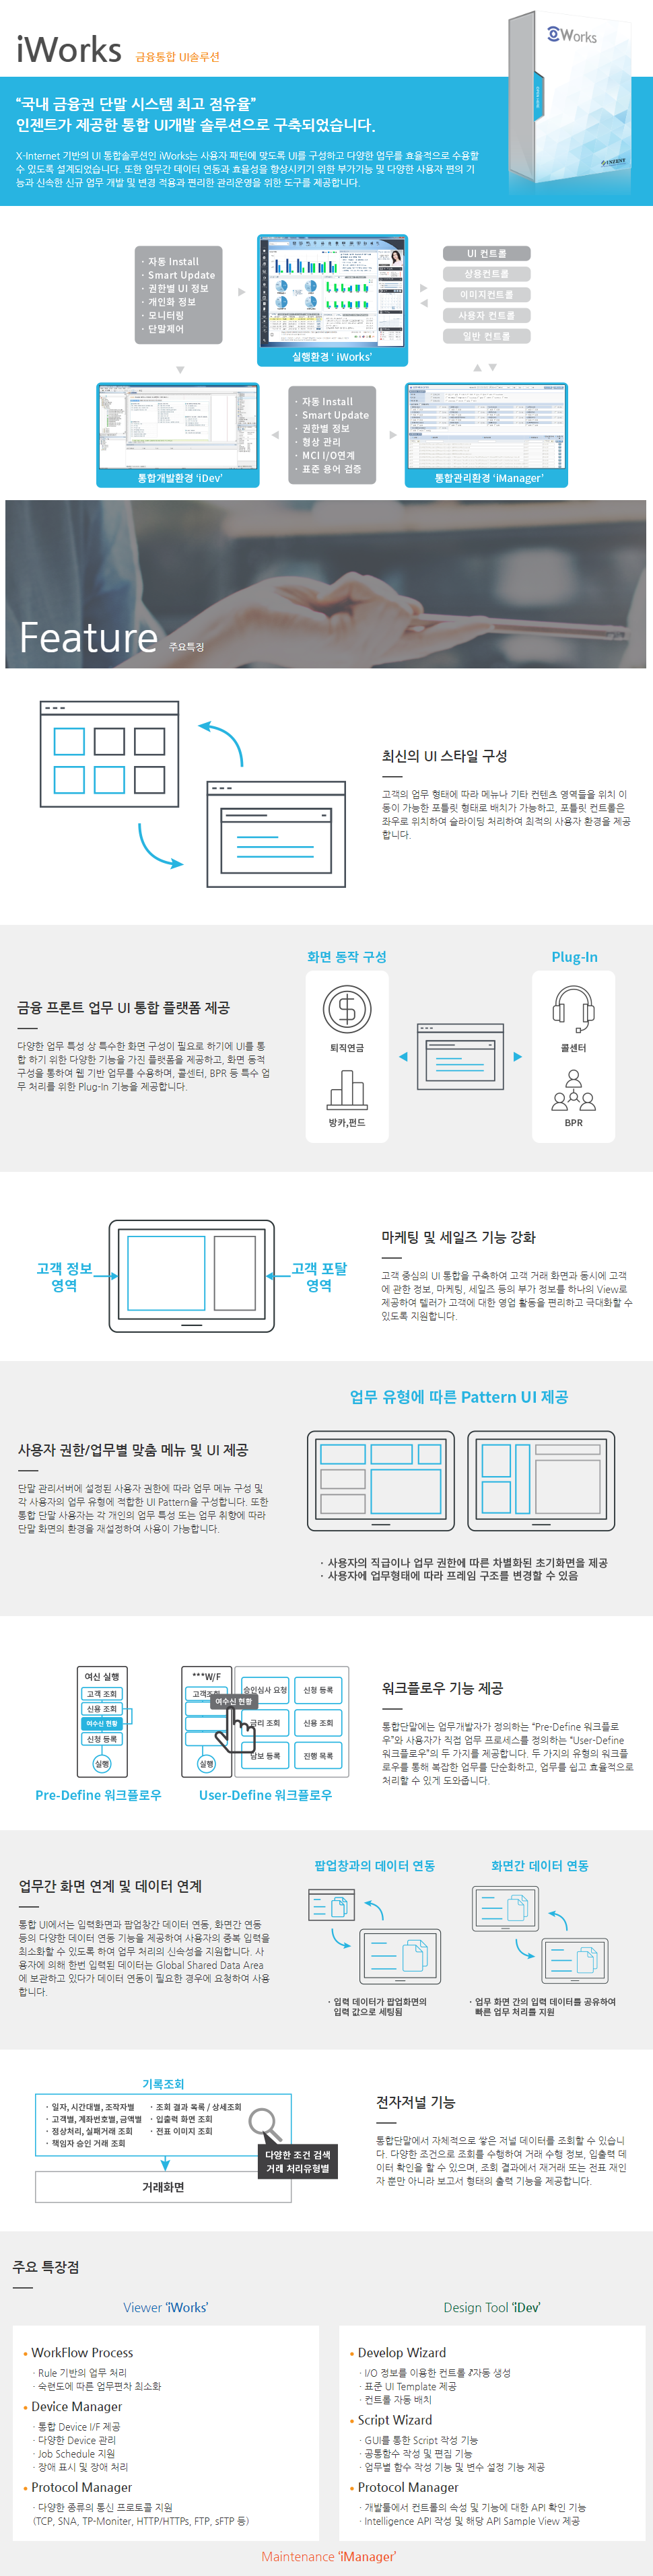 iWorks 금융통합 UI솔루션
Works
INZENT
“국내 금융권 단말 시스템 최고 점유율”
인젠트가 제공한 통합 UI개발 솔루션으로 구축되었습니다.
X-Internet 기반의 UI 통합솔루션인 iWorks는 사용자 패턴에 맞도록 UI를 구성하고 다양한 업무를 효율적으로 수용할
수 있도록 설계되었습니다. 또한 업무간 데이터 연동과 효율성을 향상시키기 위한 부가기능 및 다양한 사용자 편의 기
능과 신속한 신규 업무 개발 및 변경 적용과 편리한 관리운영을 위한 도구를 제공합니다.
· 자동 Install
· Smart Update
· 권한별 UI 정보
· 개인화 정보
· 모니터링
· 단말제어
실행환경 ‘ iWorks’
UI 컨트롤
상용컨트롤
이미지컨트롤
사용자 컨트롤
일반 컨트롤
통합개발환경 ‘iDev’
· 자동 Install
· Smart Update
· 권한별 정보
· 형상 관리
· MCI I/O연계
· 표준 용어 검증
통합관리환경 ‘iManager’
Feature 주요특징
최신의 UI 스타일 구성
고객의 업무 형태에 따라 메뉴나 기타 컨텐츠 영역들을 위치 이
동이 가능한 포틀릿 형태로 배치가 가능하고, 포틀릿 컨트롤은
좌우로 위치하여 슬라이딩 처리하여 최적의 사용자 환경을 제공
합니다.
금융 프론트 업무 UI 통합 플랫폼 제공
다양한 업무 특성 상 특수한 화면 구성이 필요로 하기에 UI를 통
합 하기 위한 다양한 기능을 가진 플랫폼을 제공하고, 화면 동적
구성을 통하여 웹 기반 업무를 수용하며, 콜센터, BPR 등 특수 업
무 처리를 위한 Plug-In 기능을 제공합니다.
화면 동작 구성
퇴직연금
방카,펀드
Plug-In
콜센터
BPR
고객 정보
영역
고객 포탈
영역
마케팅 및 세일즈 기능 강화
고객 중심의 UI 통합을 구축하여 고객 거래 화면과 동시에 고객
에 관한 정보, 마케팅, 세일즈 등의 부가 정보를 하나의 View로
제공하여 텔러가 고객에 대한 영업 활동을 편리하고 극대화할 수
있도록 지원합니다.
사용자 권한/업무별 맞춤 메뉴 및 UI 제공
단말 관리서버에 설정된 사용자 권한에 따라 업무 메뉴 구성 및
각 사용자의 업무 유형에 적합한 UI Pattern을 구성합니다. 또한
통합 단말 사용자는 각 개인의 업무 특성 또는 업무 취향에 따라
단말 화면의 환경을 재설정하여 사용이 가능합니다.
업무 유형에 따른 Pattern UI 제공
· 사용자의 직급이나 업무 권한에 따른 차별화된 초기화면을 제공
· 사용자에 업무형태에 따라 프레임 구조를 변경할 수 있음
여신 실행
고객 조회
신용 조회
여수신 현황
신청 등록
실행
Pre-Define 워크플로우
***W/F
고객조회
여수신 현황
실행
승인심사 요청
신청 등록
금리 조회
신용 조회
담보 등록
진행 목록
User-Define 워크플로우
워크플로우 기능 제공
통합단말에는 업무개발자가 정의하는 “Pre-Define 워크플로
우”와 사용자가 직접 업무 프로세스를 정의하는 “User-Define
워크플로우”의 두 가지를 제공합니다. 두 가지의 유형의 워크플
로우를 통해 복잡한 업무를 단순화하고, 업무를 쉽고 효율적으로
처리할 수 있게 도와줍니다.
업무간 화면 연계 및 데이터 연계
통합 UI에서는 입력화면과 팝업창간 데이터 연동, 화면간 연동
등의 다양한 데이터 연동 기능을 제공하여 사용자의 중복 입력을
최소화할 수 있도록 하여 업무 처리의 신속성을 지원합니다. 사
용자에 의해 한번 입력된 데이터는 Global Shared Data Area
에 보관하고 있다가 데이터 연동이 필요한 경우에 요청하여 사용
합니다.
팝업창과의 데이터 연동
· 입력 데이터가 팝업화면의
입력 값으로 세팅됨
화면간 데이터 연동
· 업무 화면 간의 입력 데이터를 공유하여
빠른 업무 처리를 지원
기록조회
· 일자, 시간대별, 조작자별
· 고객별, 계좌번호별, 금액별
· 정상처리, 실패거래 조회
· 책임자 승인 거래 조회
· 조회 결과 목록 / 상세조회
· 입출력 화면 조회
· 전표 이미지 조회
다양한 조건 검색
거래 처리유형별
거래화면
전자저널 기능
통합단말에서 자체적으로 쌓은 저널 데이터를 조회할 수 있습니
다. 다양한 조건으로 조회를 수행하여 거래 수행 정보, 입출력 데
이터 확인을 할 수 있으며, 조회 결과에서 재거래 또는 전표 재인
자 뿐만 아니라 보고서 형태의 출력 기능을 제공합니다.
주요 특장점
Viewer ‘iWorks’
• WorkFlow Process
· Rule 기반의 업무 처리
· 숙련도에 따른 업무편차 최소화
• Device Manager
· 통합 Device I/F 제공
· 다양한 Device 관리
· Job Schedule 지원
· 장애 표시 및 장애 처리
• Protocol Manager
· 다양한 종류의 통신 프로토콜 지원
(TCP, SNA, TP-Moniter, HTTP/HTTPs, FTP, sFTP 등)
Design Tool ‘iDev’
• Develop Wizard
· I/O 정보를 이용한 컨트롤 자동 생성
· 표준 UI Template 제공
· 컨트롤 자동 배치
• Script Wizard
· GUI를 통한 Script 작성 기능
· 공통함수 작성 및 편집 기능
· 업무별 함수 작성 기능 및 변수 설정 기능 제공
• Protocol Manager
· 개발툴에서 컨트롤의 속성 및 기능에 대한 API 확인 기능
· Intelligence API 작성 및 해당 API Sample View 제공
Maintenance ‘iManager’